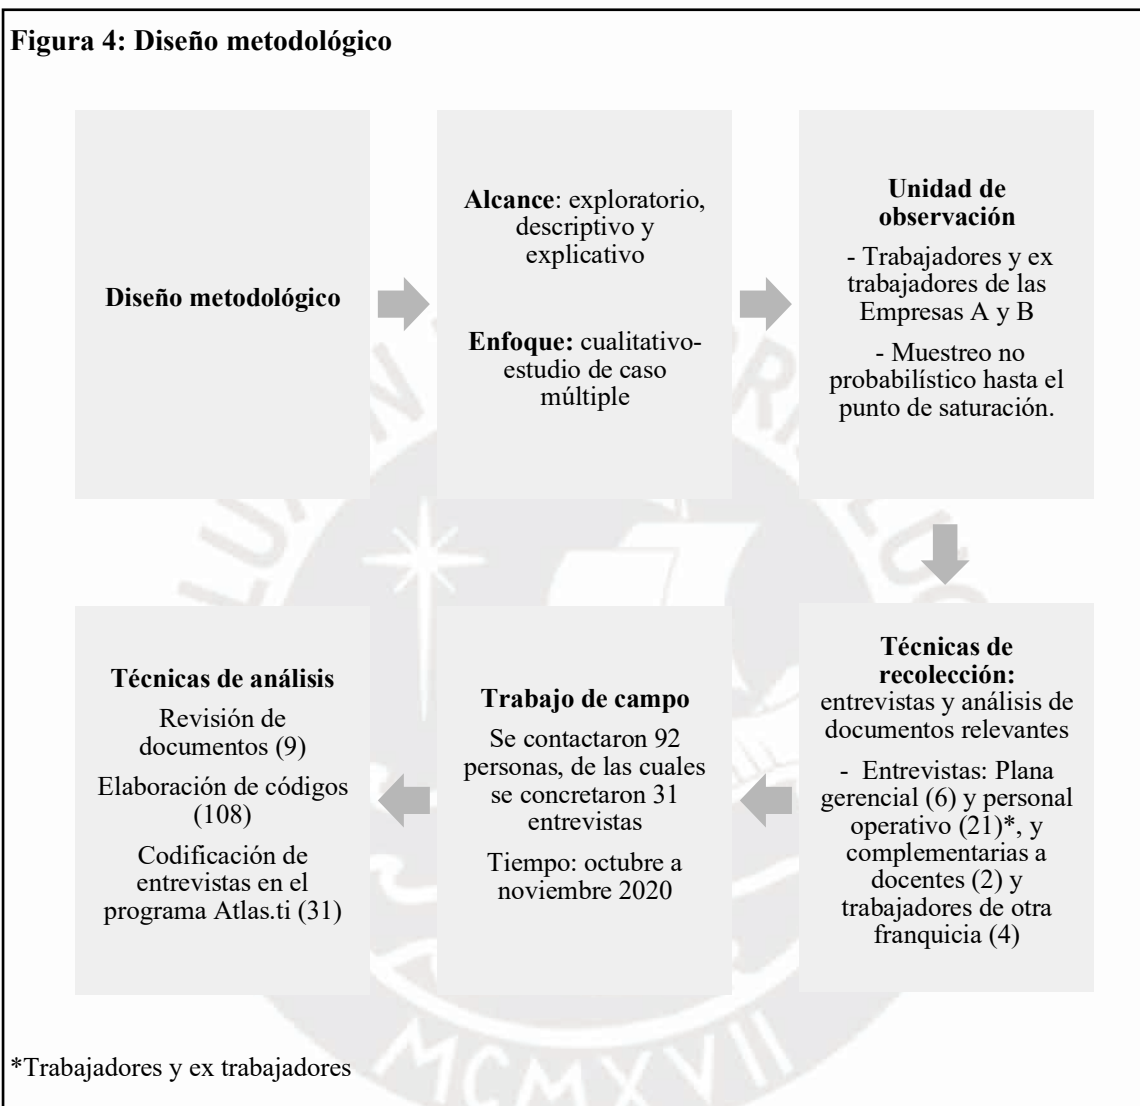 Figura 4: Diseño metodológico
Diseño metodológico
Alcance: exploratorio,
descriptivo y
explicativo
Enfoque: cualitativo-
estudio de caso
múltiple
Unidad de
observación
- Trabajadores y ex
trabajadores de las
Empresas A y B
- Muestreo no
probabilístico hasta el
punto de saturación.
Técnicas de
recolección:
entrevistas y análisis de
documentos relevantes
- Entrevistas: Plana
gerencial (6) y personal
operativo (21)*, y
complementarias a
docentes (2) y
trabajadores de otra
franquicia (4)
Trabajo de campo
Se contactaron 92
personas, de las cuales
se concretaron 31
entrevistas
Tiempo: octubre a
noviembre 2020
Técnicas de análisis
Revisión de
documentos (9)
Elaboración de códigos
(108)
Codificación de
entrevistas en el
programa Atlas.ti (31)
*Trabajadores y ex trabajadores
MCMXVII